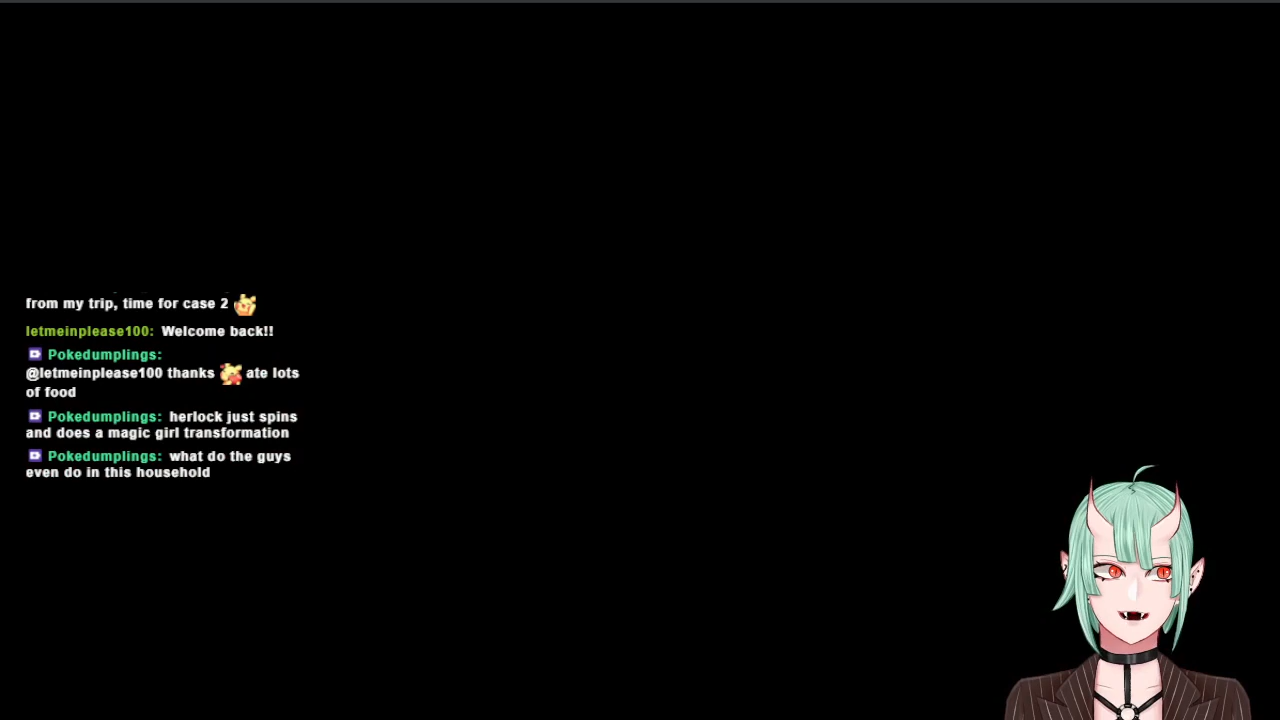 from my trip, time for case 2
letmeinplease100: Welcome back!!
Pokedumplings:
@letmeinplease100 thanks ate lots
of food
Pokedumplings: herlock just spins
and does a magic girl transformation
Pokedumplings: what do the guys
even do in this household